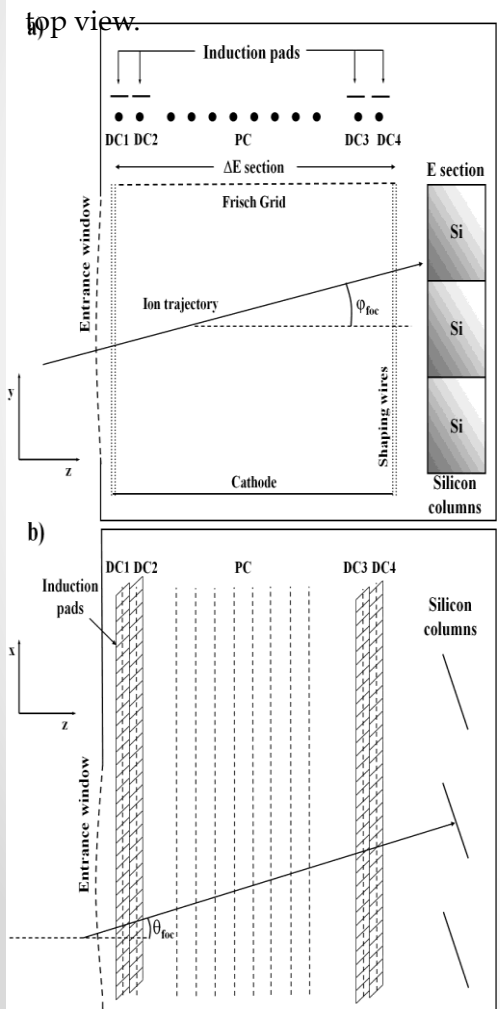 top view.
a)
Induction pads
DC1 DC2 PC DC3 DC4
ΔE section
E section
Frisch Grid
Entrance window
Si
Ion trajectory
φfoc
Si
y
z
Shaping wires
Si
Cathode
Silicon
columns
b)
DC1 DC2 PC DC3 DC4
Induction
pads
Silicon
columns
x
z
Entrance window
θfoc